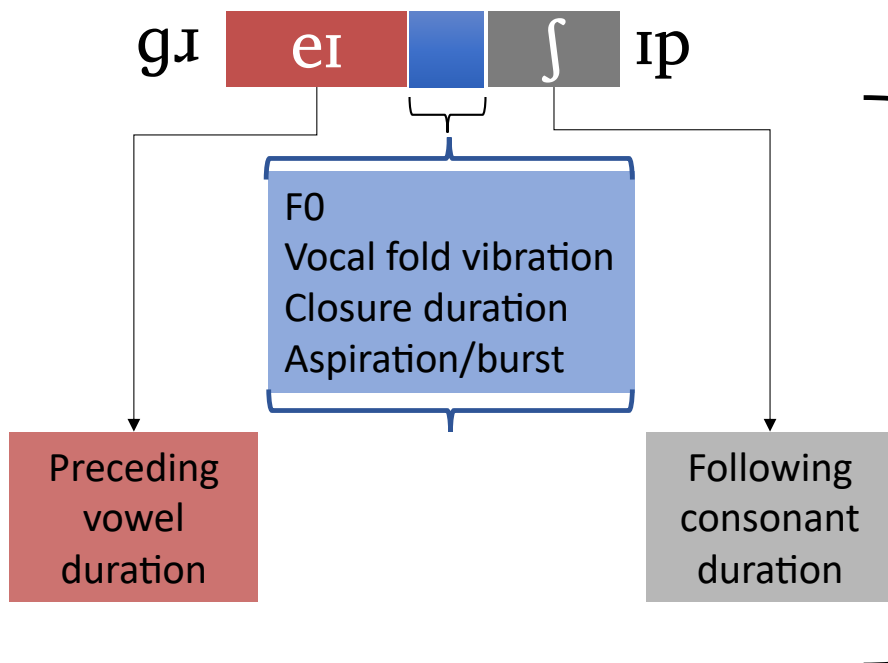 gɹ eɪ ʃ ɪp
F0
Vocal fold vibration
Closure duration
Aspiration/burst
Preceding
vowel
duration
Following
consonant
duration